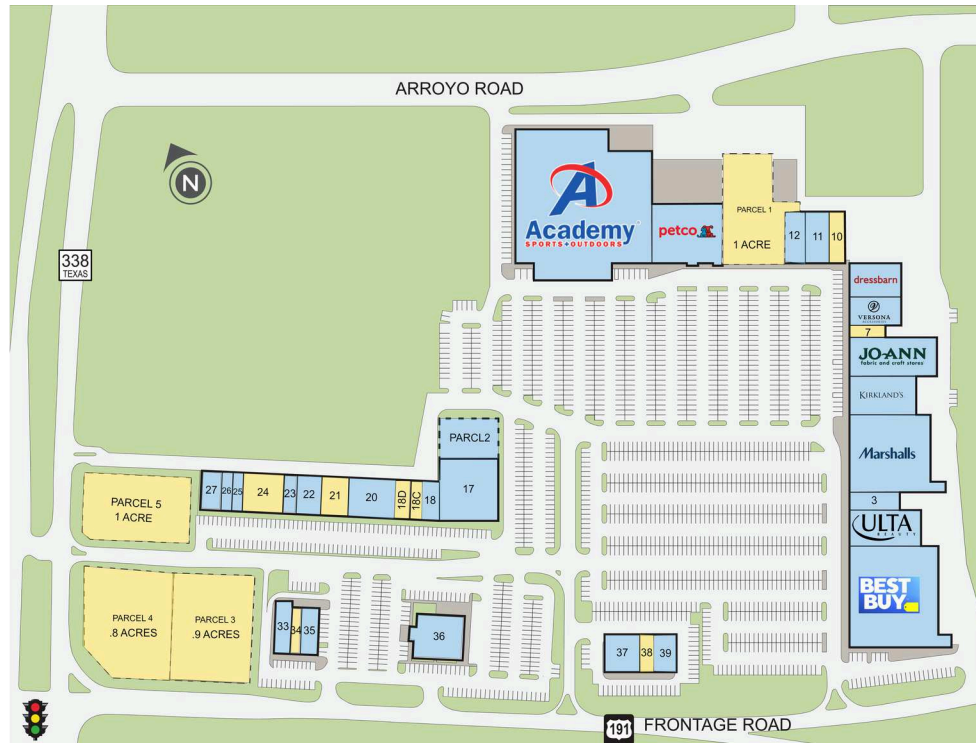 ARROYO ROAD
N
338
TEXAS
Academy
SPORTS+OUTDOORS
petco
PARCEL 1
1 ACRE
12
11
10
dressbarn
VERSONA
7
JO-ANN
fabric and craft stores
KIRKLAND'S
Marshalls
3
ULTA
BEAUTY
BEST
BUY
PARCL2
17
27
26
25
24
23
22
21
20
18D
18C
18
PARCEL 5
1 ACRE
PARCEL 4
.8 ACRES
PARCEL 3
.9 ACRES
33
34
35
36
37
38
39
191
FRONTAGE ROAD